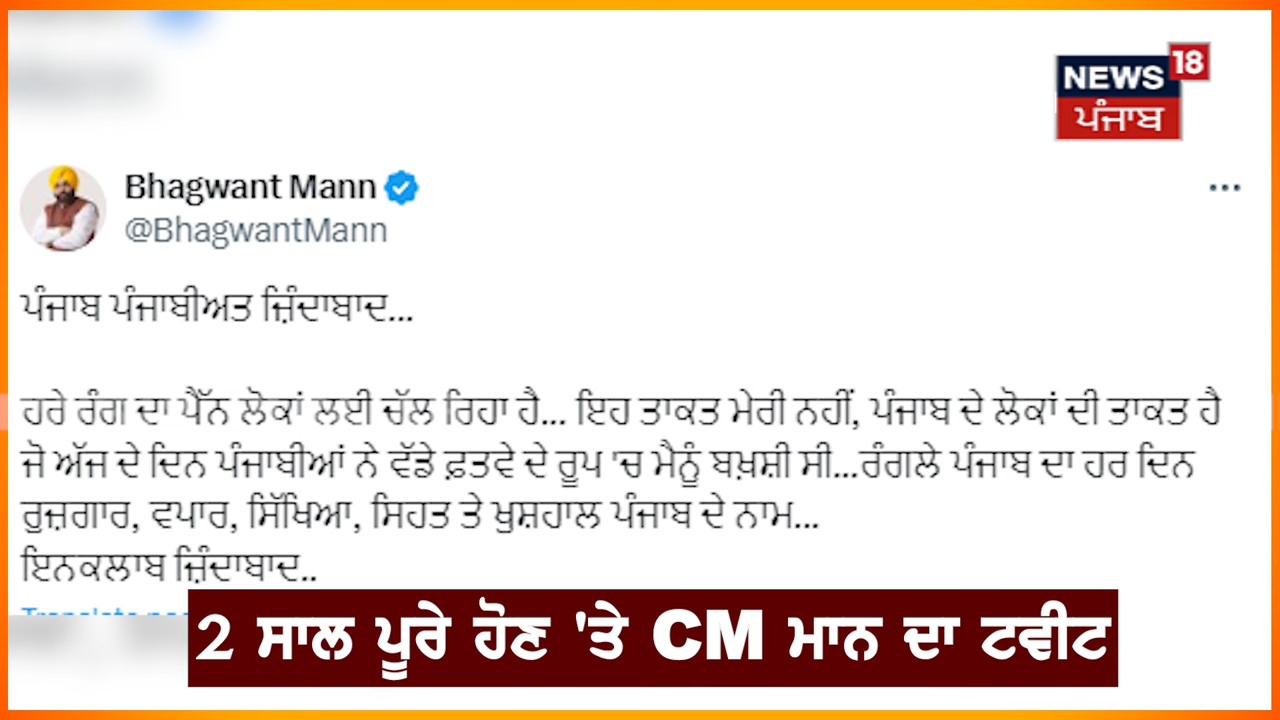 NEWS 18
ਪੰਜਾਬ
Bhagwant Mann
@BhagwantMann
ਪੰਜਾਬ ਪੰਜਾਬੀਅਤ ਜ਼ਿੰਦਾਬਾਦ...
ਹਰੇ ਰੰਗ ਦਾ ਪੈੱਨ ਲੋਕਾਂ ਲਈ ਚੱਲ ਰਿਹਾ ਹੈ... ਇਹ ਤਾਕਤ ਮੇਰੀ ਨਹੀਂ, ਪੰਜਾਬ ਦੇ ਲੋਕਾਂ ਦੀ ਤਾਕਤ ਹੈ
ਜੋ ਅੱਜ ਦੇ ਦਿਨ ਪੰਜਾਬੀਆਂ ਨੇ ਵੱਡੇ ਫ਼ਤਵੇ ਦੇ ਰੂਪ 'ਚ ਮੈਨੂੰ ਬਖ਼ਸ਼ੀ ਸੀ...ਰੰਗਲੇ ਪੰਜਾਬ ਦਾ ਹਰ ਦਿਨ
ਰੁਜ਼ਗਾਰ, ਵਪਾਰ, ਸਿੱਖਿਆ, ਸਿਹਤ ਤੇ ਖੁਸ਼ਹਾਲ ਪੰਜਾਬ ਦੇ ਨਾਮ...
ਇਨਕਲਾਬ ਜ਼ਿੰਦਾਬਾਦ..
2 ਸਾਲ ਪੂਰੇ ਹੋਣ 'ਤੇ CM ਮਾਨ ਦਾ ਟਵੀਟ